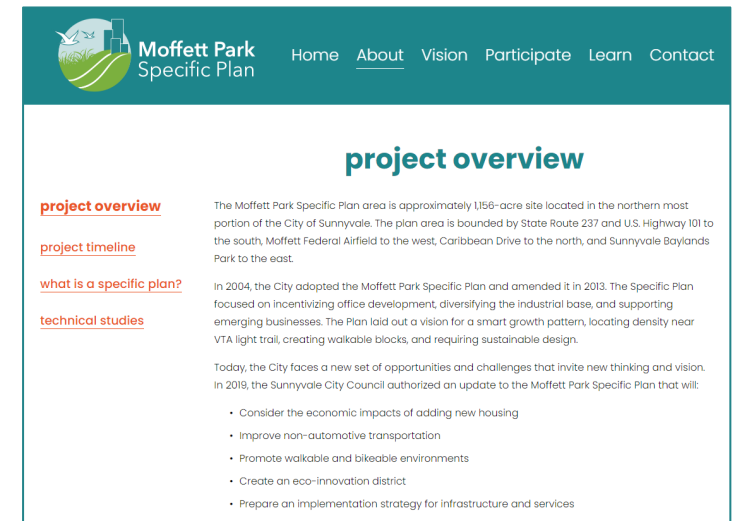 Moffett Park
Specific Plan
Home About Vision Participate Learn Contact
project overview
project overview
project timeline
what is a specific plan?
technical studies
The Moffett Park Specific Plan area is approximately 1,156-acre site located in the northern most
portion of the City of Sunnyvale. The plan area is bounded by State Route 237 and U.S. Highway 101 to
the south, Moffett Federal Airfield to the west, Caribbean Drive to the north, and Sunnyvale Baylands
Park to the east.
In 2004, the City adopted the Moffett Park Specific Plan and amended it in 2013. The Specific Plan
focused on incentivizing office development, diversifying the industrial base, and supporting
emerging businesses. The Plan laid out a vision for a smart growth pattern, locating density near
VTA light trail, creating walkable blocks, and requiring sustainable design.
Today, the City faces a new set of opportunities and challenges that invite new thinking and vision.
In 2019, the Sunnyvale City Council authorized an update to the Moffett Park Specific Plan that will:
• Consider the economic impacts of adding new housing
• Improve non-automotive transportation
• Promote walkable and bikeable environments
• Create an eco-innovation district
• Prepare an implementation strategy for infrastructure and services